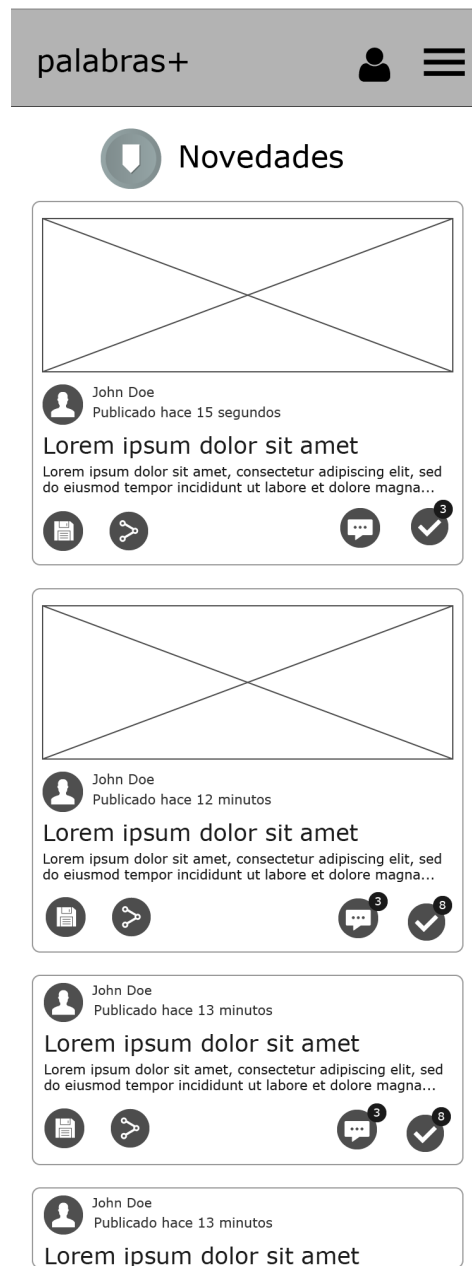 palabras+
Novedades
John Doe
Publicado hace 15 segundos
Lorem ipsum dolor sit amet
Lorem ipsum dolor sit amet, consectetur adipiscing elit, sed
do eiusmod tempor incididunt ut labore et dolore magna...
3
John Doe
Publicado hace 12 minutos
Lorem ipsum dolor sit amet
Lorem ipsum dolor sit amet, consectetur adipiscing elit, sed
do eiusmod tempor incididunt ut labore et dolore magna...
3
8
John Doe
Publicado hace 13 minutos
Lorem ipsum dolor sit amet
Lorem ipsum dolor sit amet, consectetur adipiscing elit, sed
do eiusmod tempor incididunt ut labore et dolore magna...
3
8
John Doe
Publicado hace 13 minutos
Lorem ipsum dolor sit amet